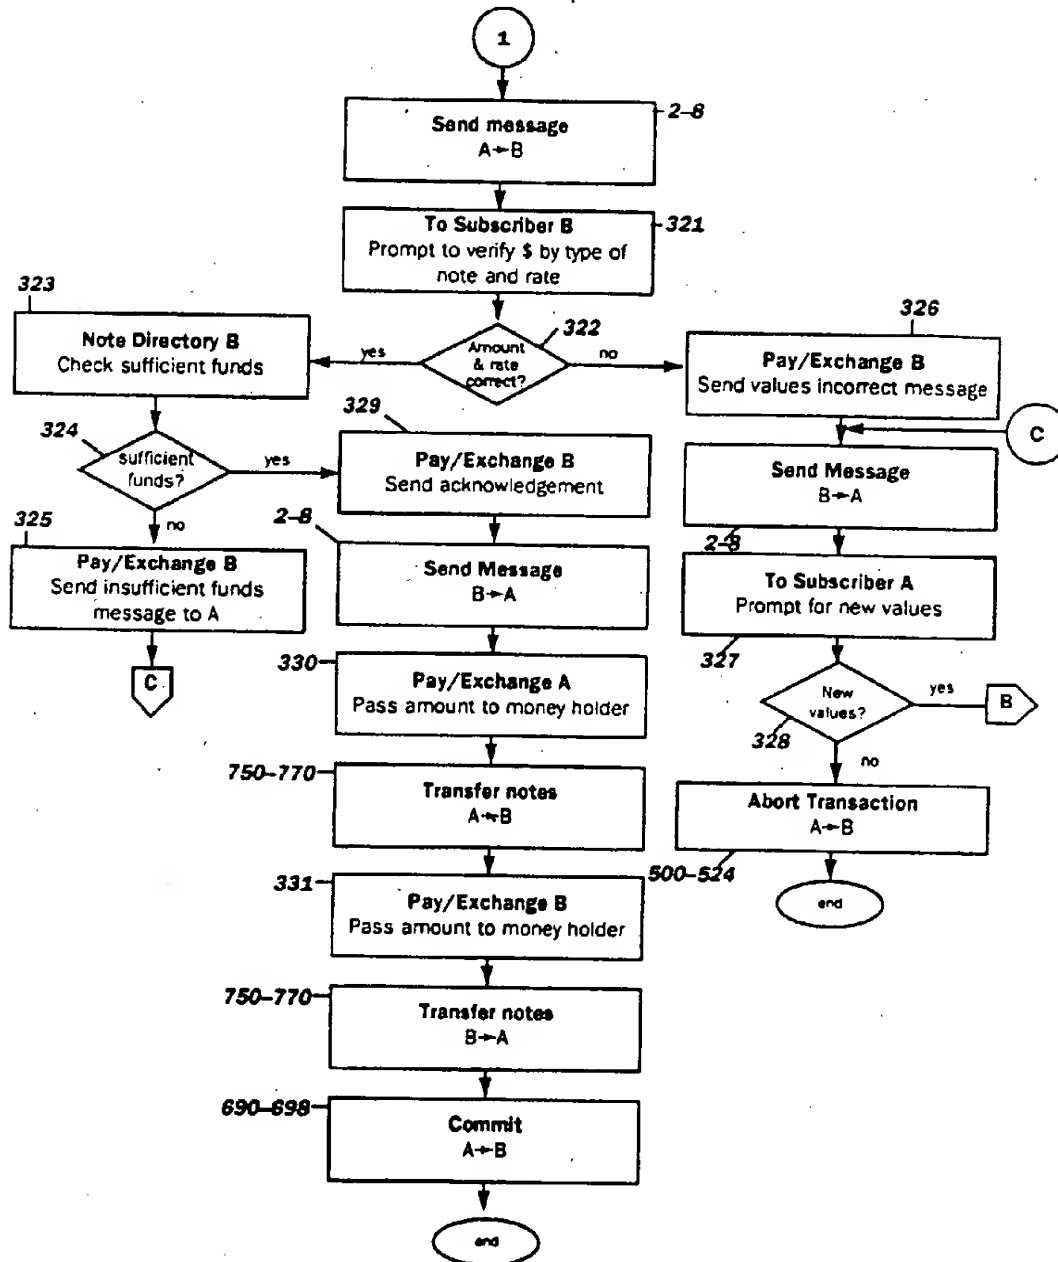 1
Send message
A→B
2-8
To Subscriber B
Prompt to verify $ by type of
note and rate
321
323
Note Directory B
Check sufficient funds
yes
Amount
& rate
correct?
322
no
326
Pay/Exchange B
Send values incorrect message
C
324
sufficient
funds?
yes
no
329
Pay/Exchange B
Send acknowledgement
Send Message
B→A
2-8
325
Pay/Exchange B
Send insufficient funds
message to A
C
2-8
Send Message
B→A
To Subscriber A
Prompt for new values
327
330
Pay/Exchange A
Pass amount to money holder
New
values?
328
yes
B
no
750-770
Transfer notes
A→B
Abort Transaction
A→B
500-524
end
331
Pay/Exchange B
Pass amount to money holder
750-770
Transfer notes
B→A
690-698
Commit
A→B
end